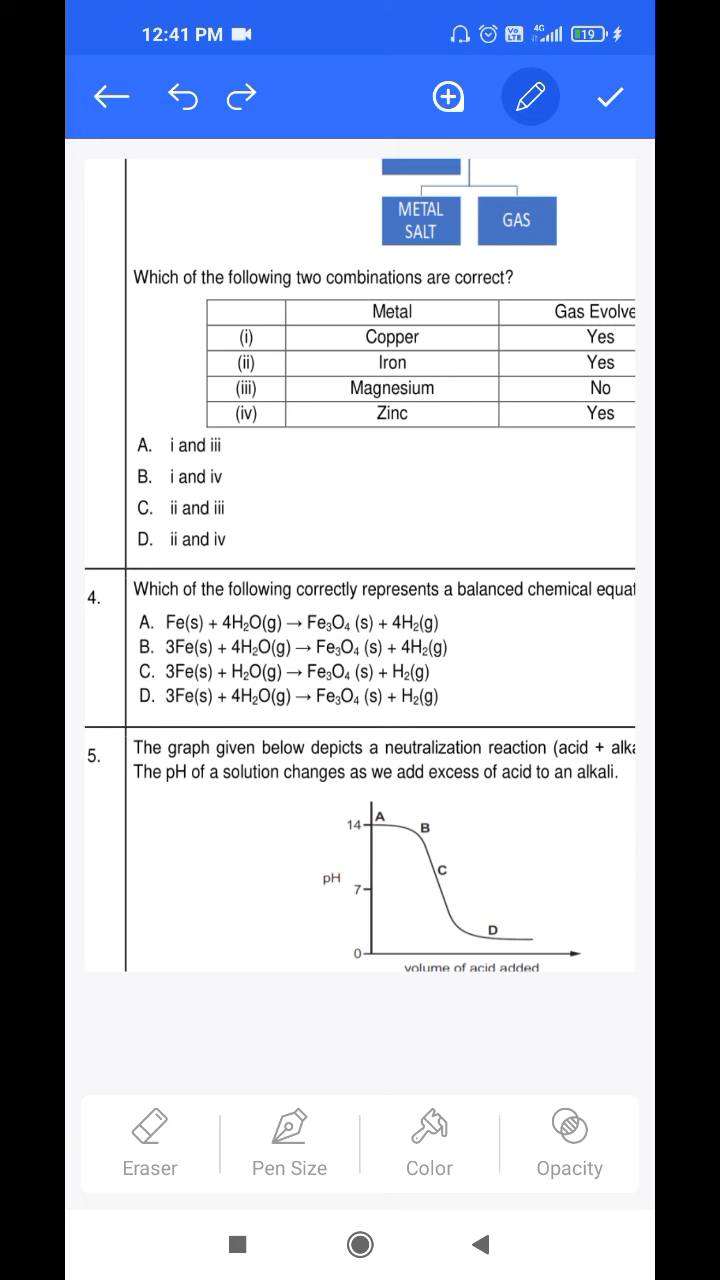 12:41 PM
Vo LTE 4G 19
METAL SALT
GAS
Which of the following two combinations are correct?
Metal Gas Evolve
(i) Copper Yes
(ii) Iron Yes
(iii) Magnesium No
(iv) Zinc Yes
A. i and iii
B. i and iv
C. ii and iii
D. ii and iv
4. Which of the following correctly represents a balanced chemical equat
A. Fe(s) + 4H₂O(g) → Fe₃O₄ (s) + 4H₂(g)
B. 3Fe(s) + 4H₂O(g) → Fe₃O₄ (s) + 4H₂(g)
C. 3Fe(s) + H₂O(g) → Fe₃O₄ (s) + H₂(g)
D. 3Fe(s) + 4H₂O(g) → Fe₃O₄ (s) + H₂(g)
5. The graph given below depicts a neutralization reaction (acid + alka
The pH of a solution changes as we add excess of acid to an alkali.
14 A
B
C
pH
7
D
0
volume of acid added
Eraser Pen Size Color Opacity